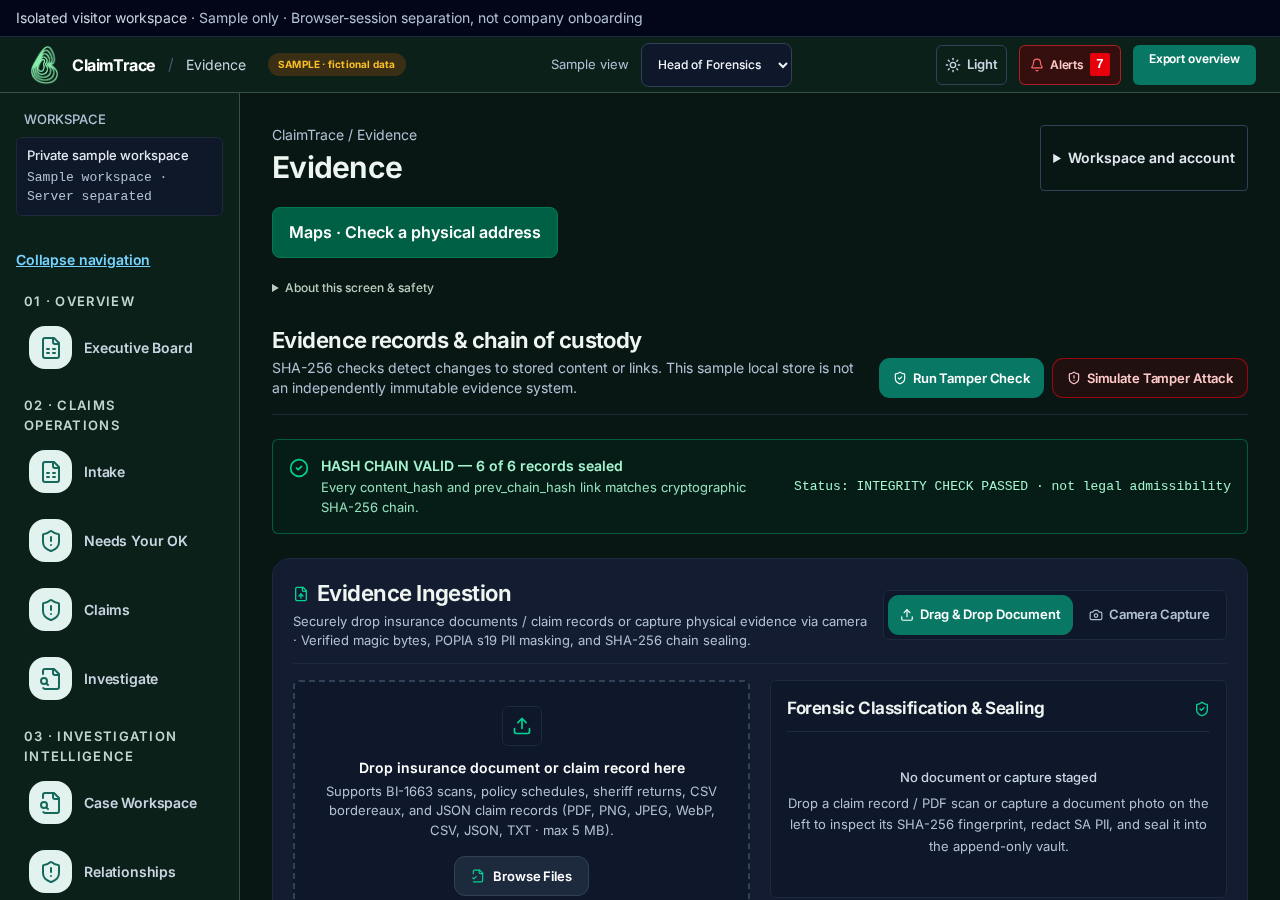 Isolated visitor workspace · Sample only · Browser-session separation, not company onboarding
ClaimTrace / Evidence SAMPLE · fictional data Sample view Head of Forensics Light Alerts 7 Export overview
WORKSPACE
Private sample workspace
Sample workspace ·
Server separated
Collapse navigation
01 · OVERVIEW
Executive Board
02 · CLAIMS
OPERATIONS
Intake
Needs Your OK
Claims
Investigate
03 · INVESTIGATION
INTELLIGENCE
Case Workspace
Relationships
ClaimTrace / Evidence
Evidence
Workspace and account
Maps · Check a physical address
About this screen & safety
Evidence records & chain of custody
SHA-256 checks detect changes to stored content or links. This sample local store is not
an independently immutable evidence system.
Run Tamper Check
Simulate Tamper Attack
HASH CHAIN VALID — 6 of 6 records sealed
Every content_hash and prev_chain_hash link matches cryptographic
SHA-256 chain.
Status: INTEGRITY CHECK PASSED · not legal admissibility
Evidence Ingestion
Securely drop insurance documents / claim records or capture physical evidence via camera
· Verified magic bytes, POPIA s19 PII masking, and SHA-256 chain sealing.
Drag & Drop Document
Camera Capture
Drop insurance document or claim record here
Supports BI-1663 scans, policy schedules, sheriff returns, CSV
bordereaux, and JSON claim records (PDF, PNG, JPEG, WebP,
CSV, JSON, TXT · max 5 MB).
Browse Files
Forensic Classification & Sealing
No document or capture staged
Drop a claim record / PDF scan or capture a document photo on the
left to inspect its SHA-256 fingerprint, redact SA PII, and seal it into
the append-only vault.